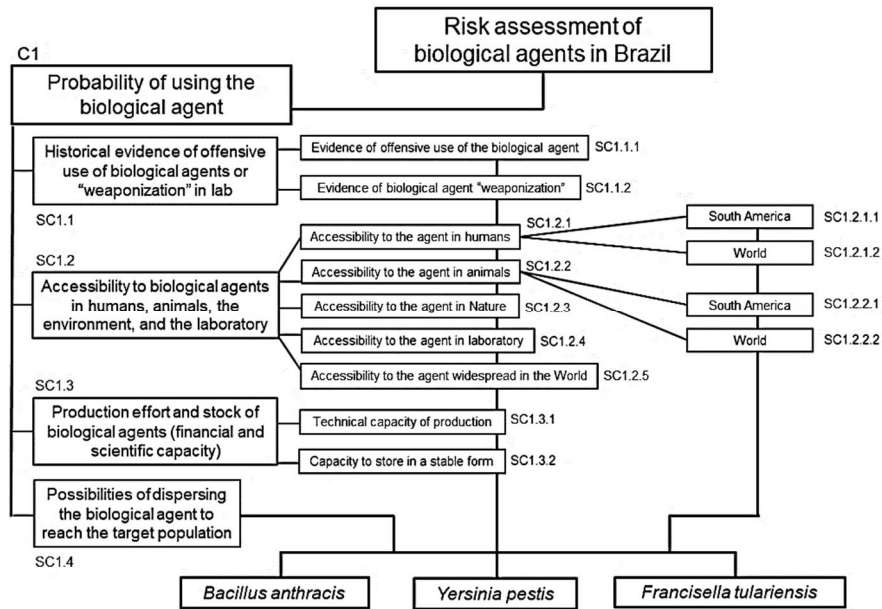 Risk assessment of
biological agents in Brazil
C1
Probability of using the
biological agent
Historical evidence of offensive
use of biological agents or
“weaponization” in lab
SC1.1
Evidence of offensive use of the biological agent
SC1.1.1
Evidence of biological agent "weaponization"
SC1.1.2
SC1.2
Accessibility to biological agents
in humans, animals, the
environment, and the laboratory
Accessibility to the agent in humans
SC1.2.1
South America
SC1.2.1.1
World
SC1.2.1.2
Accessibility to the agent in animals
SC1.2.2
South America
SC1.2.2.1
World
SC1.2.2.2
Accessibility to the agent in Nature
SC1.2.3
Accessibility to the agent in laboratory
SC1.2.4
Accessibility to the agent widespread in the World
SC1.2.5
SC1.3
Production effort and stock of
biological agents (financial and
scientific capacity)
Technical capacity of production
SC1.3.1
Capacity to store in a stable form
SC1.3.2
Possibilities of dispersing
the biological agent to
reach the target population
SC1.4
Bacillus anthracis
Yersinia pestis
Francisella tulariensis